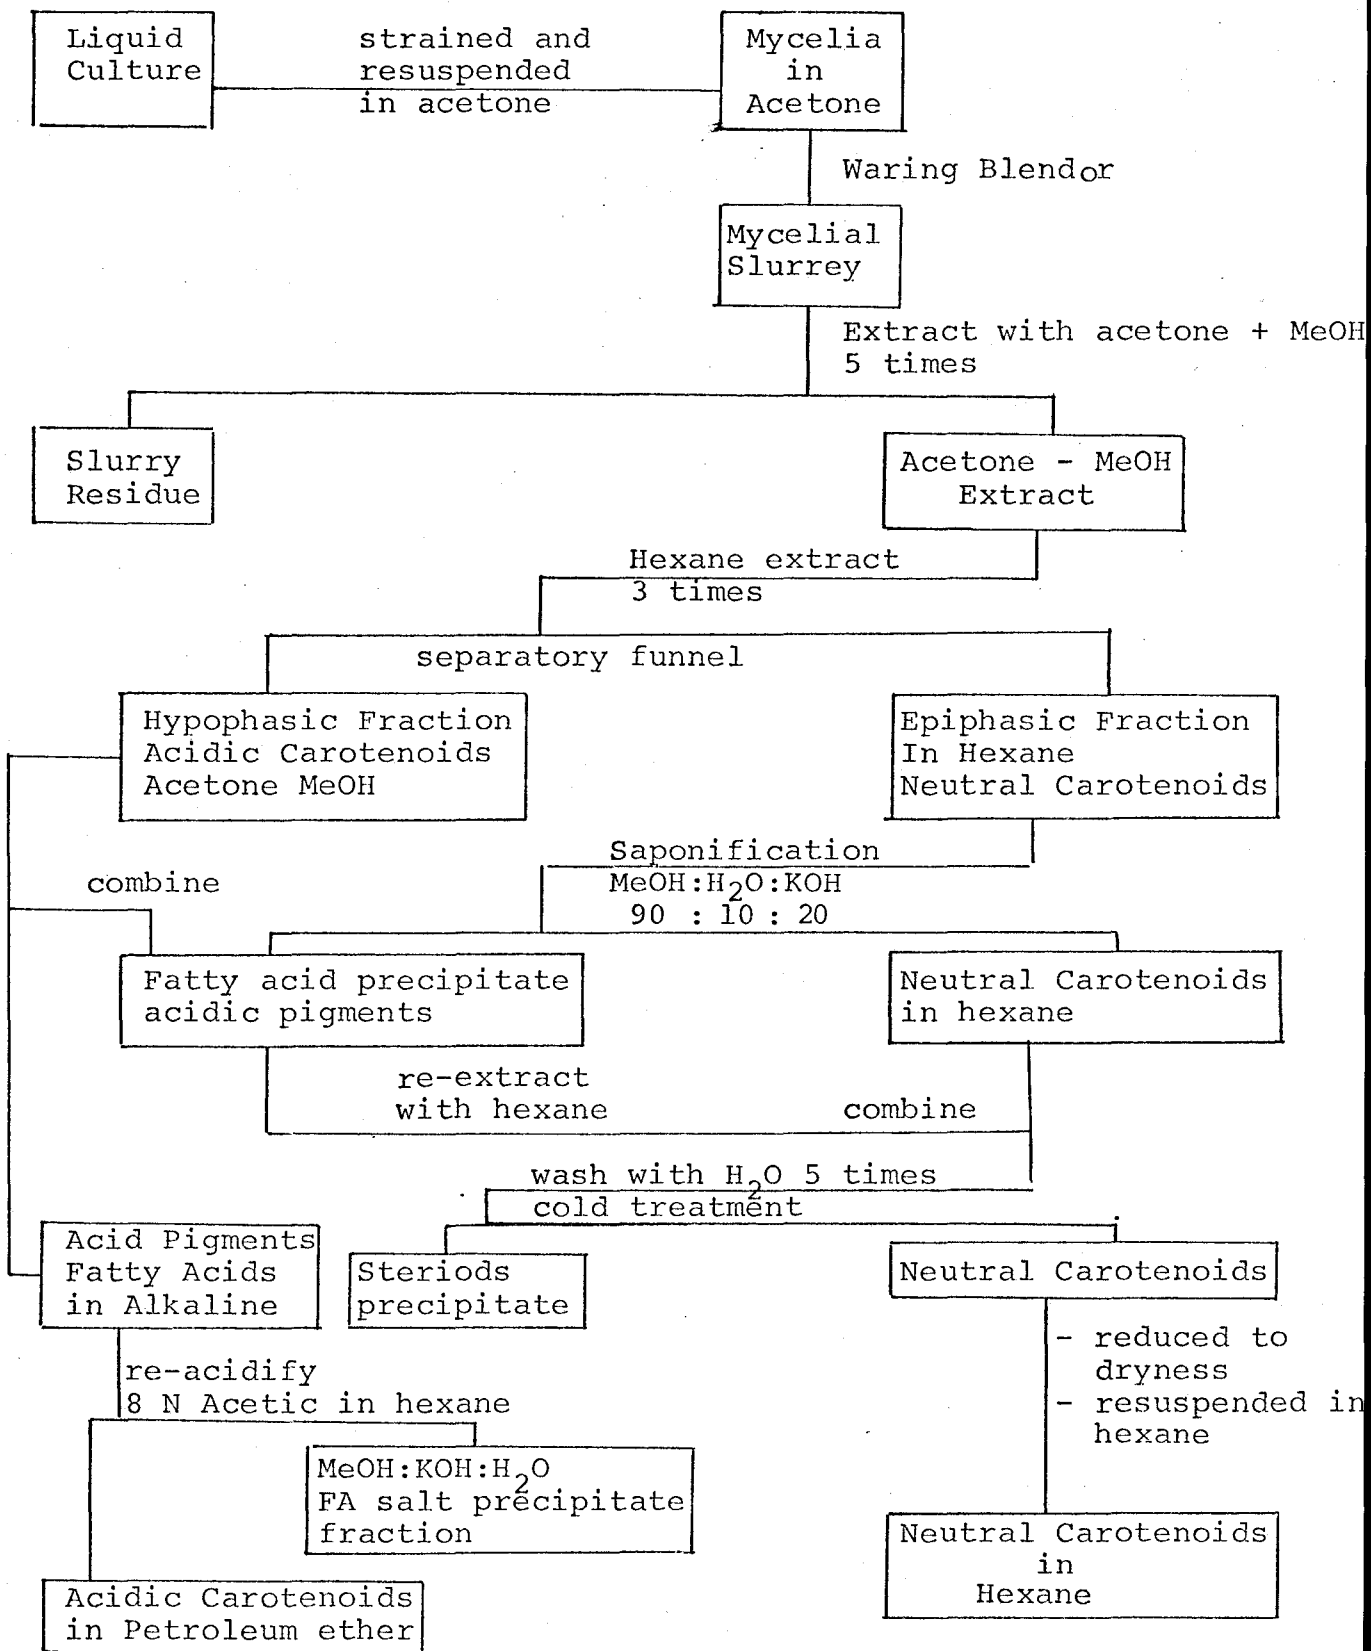 Liquid
Culture
strained and
resuspended
in acetone
Mycelia
in
Acetone
Waring Blendor
Mycelial
Slurrey
Extract with acetone + MeOH
5 times
Slurry
Residue
Acetone - MeOH
Extract
Hexane extract
3 times
separatory funnel
Hypophasic Fraction
Acidic Carotenoids
Acetone MeOH
Epiphasic Fraction
In Hexane
Neutral Carotenoids
Saponification
MeOH:H2O:KOH
90 : 10 : 20
combine
Fatty acid precipitate
acidic pigments
Neutral Carotenoids
in hexane
re-extract
with hexane
combine
wash with H2O 5 times
cold treatment
Acid Pigments
Fatty Acids
in Alkaline
Steriods
precipitate
Neutral Carotenoids
- reduced to
dryness
- resuspended in
hexane
re-acidify
8 N Acetic in hexane
MeOH:KOH:H2O
FA salt precipitate
fraction
Neutral Carotenoids
in
Hexane
Acidic Carotenoids
in Petroleum ether